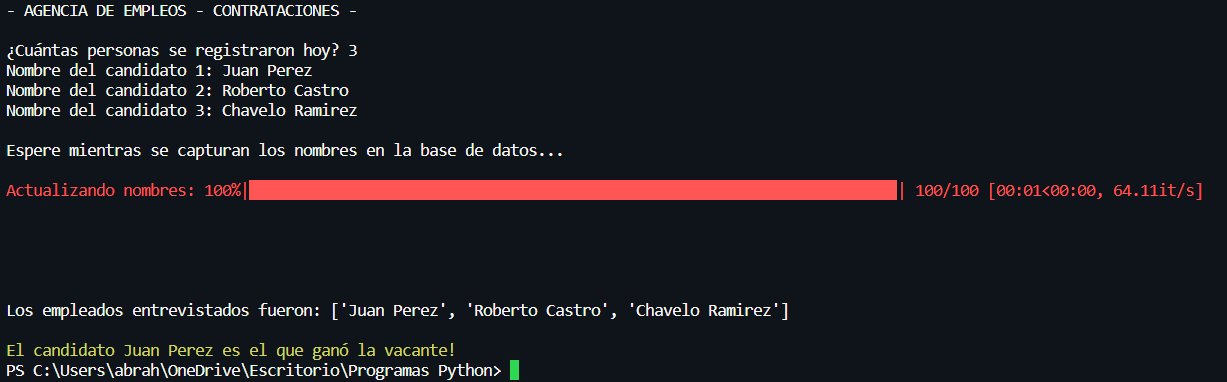 - AGENCIA DE EMPLEOS - CONTRATACIONES -
¿Cuántas personas se registraron hoy? 3
Nombre del candidato 1: Juan Perez
Nombre del candidato 2: Roberto Castro
Nombre del candidato 3: Chavelo Ramirez
Espere mientras se capturan los nombres en la base de datos...
Actualizando nombres: 100%|██████████| 100/100 [00:01<00:00, 64.11it/s]
Los empleados entrevistados fueron: ['Juan Perez', 'Roberto Castro', 'Chavelo Ramirez']
El candidato Juan Perez es el que ganó la vacante!
PS C:\Users\abrah\OneDrive\Escritorio\Programas Python>